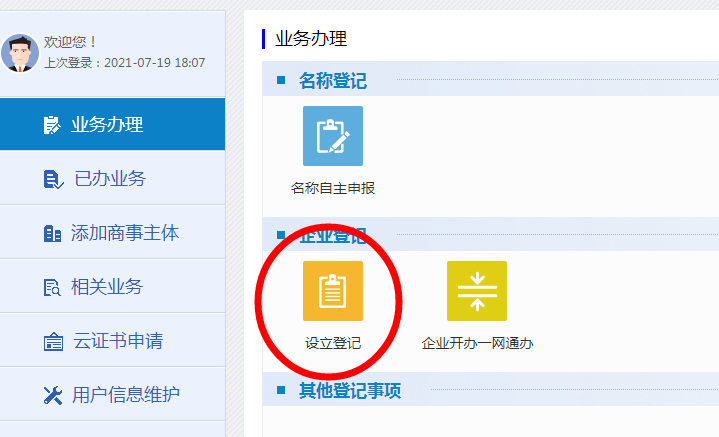 欢迎您！
上次登录：2021-07-19 18:07
业务办理
已办业务
添加商事主体
相关业务
云证书申请
用户信息维护
业务办理
名称登记
名称自主申报
企业登记
设立登记
企业开办一网通办
其他登记事项